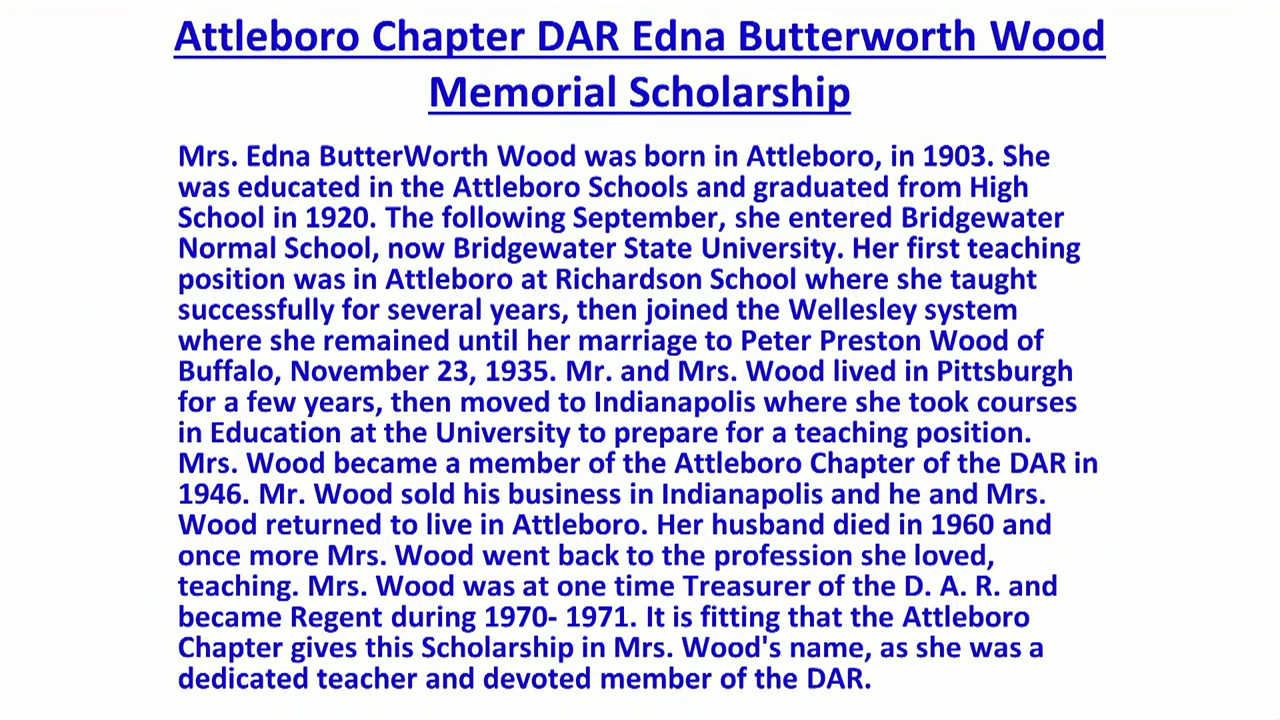 Attleboro Chapter DAR Edna Butterworth Wood
Memorial Scholarship
Mrs. Edna ButterWorth Wood was born in Attleboro, in 1903. She
was educated in the Attleboro Schools and graduated from High
School in 1920. The following September, she entered Bridgewater
Normal School, now Bridgewater State University. Her first teaching
position was in Attleboro at Richardson School where she taught
successfully for several years, then joined the Wellesley system
where she remained until her marriage to Peter Preston Wood of
Buffalo, November 23, 1935. Mr. and Mrs. Wood lived in Pittsburgh
for a few years, then moved to Indianapolis where she took courses
in Education at the University to prepare for a teaching position.
Mrs. Wood became a member of the Attleboro Chapter of the DAR in
1946. Mr. Wood sold his business in Indianapolis and he and Mrs.
Wood returned to live in Attleboro. Her husband died in 1960 and
once more Mrs. Wood went back to the profession she loved,
teaching. Mrs. Wood was at one time Treasurer of the D. A. R. and
became Regent during 1970- 1971. It is fitting that the Attleboro
Chapter gives this Scholarship in Mrs. Wood's name, as she was a
dedicated teacher and devoted member of the DAR.